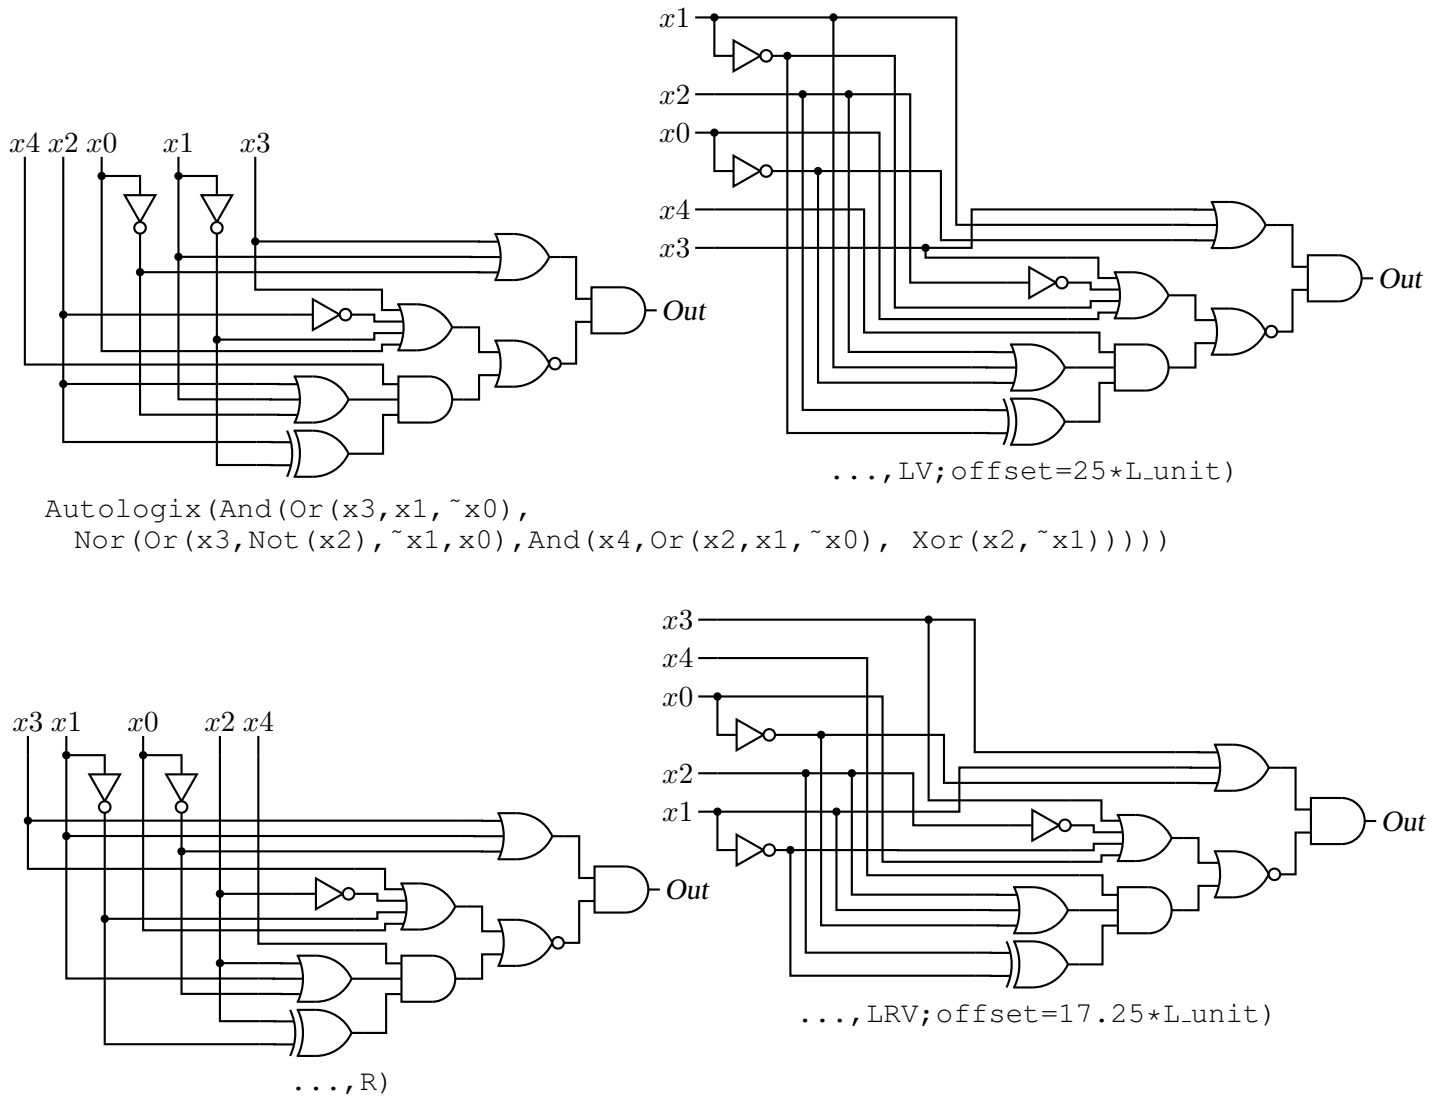 x1
x2
x0
x4
x3
Out
...,LV;offset=25*L_unit)
x4 x2 x0 x1 x3
Out
Autologix(And(Or(x3,x1,˜x0),
Nor(Or(x3,Not(x2),˜x1,x0),And(x4,Or(x2,x1,˜x0), Xor(x2,˜x1)))))
x3
x4
x0
x2
x1
Out
...,LRV;offset=17.25*L_unit)
x3 x1 x0 x2 x4
Out
...,R)